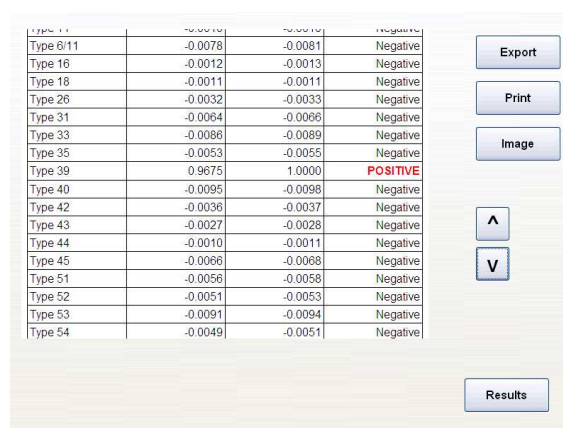 Type 6/11 -0.0078 -0.0081 Negative
Type 16 -0.0012 -0.0013 Negative
Type 18 -0.0011 -0.0011 Negative
Type 26 -0.0032 -0.0033 Negative
Type 31 -0.0064 -0.0066 Negative
Type 33 -0.0086 -0.0089 Negative
Type 35 -0.0053 -0.0055 Negative
Type 39 0.9675 1.0000 POSITIVE
Type 40 -0.0095 -0.0098 Negative
Type 42 -0.0036 -0.0037 Negative
Type 43 -0.0027 -0.0028 Negative
Type 44 -0.0010 -0.0011 Negative
Type 45 -0.0066 -0.0068 Negative
Type 51 -0.0056 -0.0058 Negative
Type 52 -0.0051 -0.0053 Negative
Type 53 -0.0091 -0.0094 Negative
Type 54 -0.0049 -0.0051 Negative
Export
Print
Image
^
V
Results